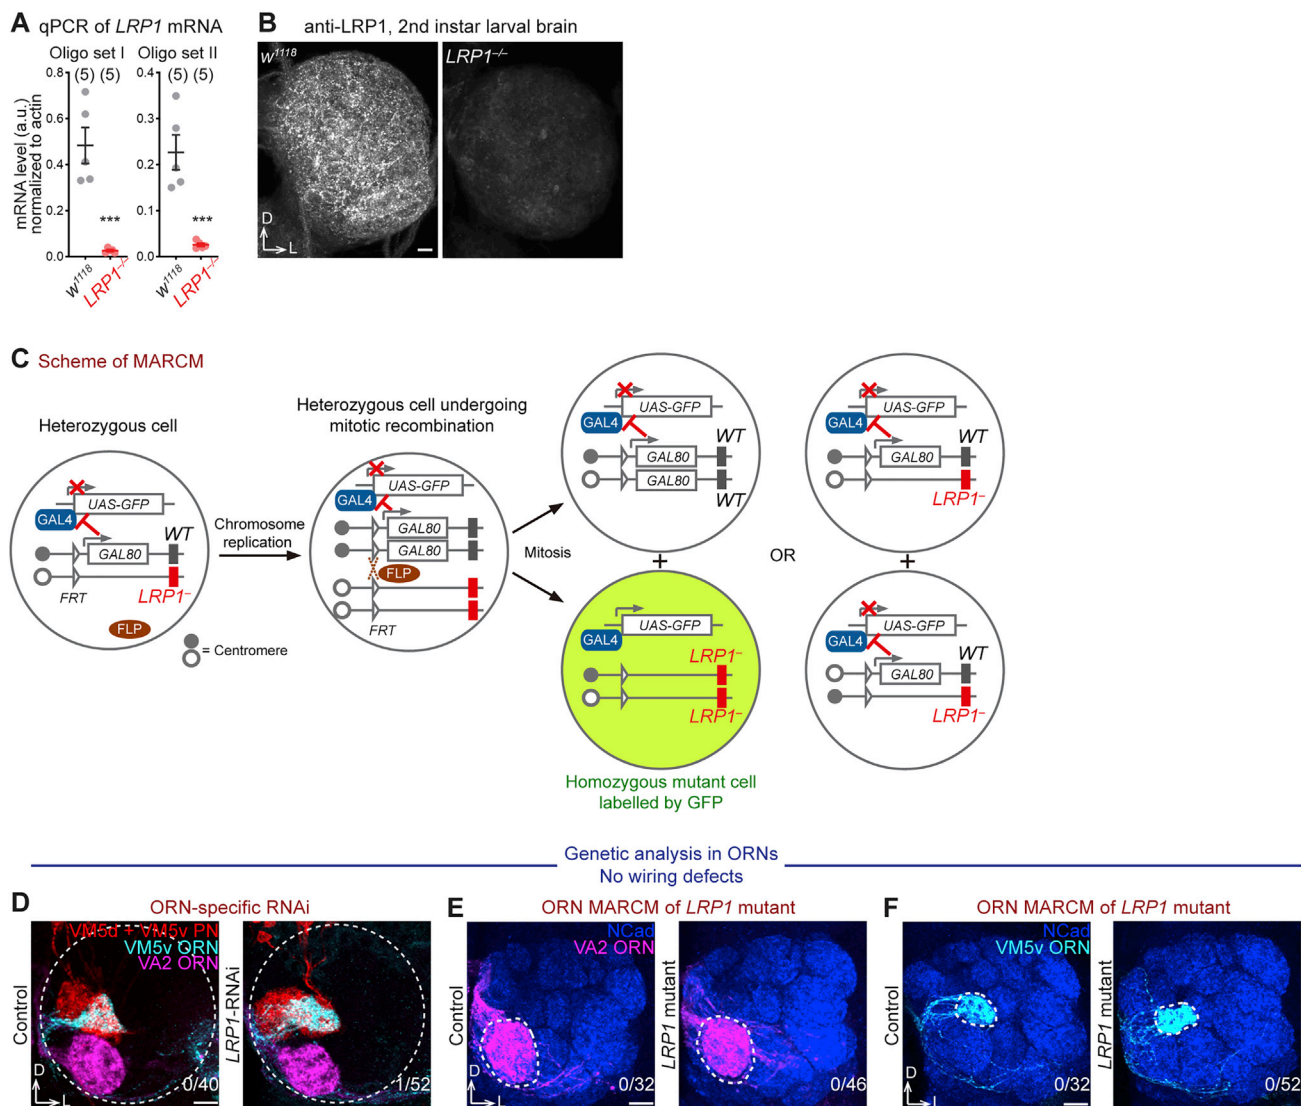 A qPCR of LRP1 mRNA
Oligo set I
(5) (5)
mRNA level (a.u.)
normalized to actin
0.8
0.6
0.4
0.2
0.0
w1118
LRP1–/–
***
Oligo set II
(5) (5)
0.4
0.3
0.2
0.1
0.0
w1118
LRP1–/–
***
B anti-LRP1, 2nd instar larval brain
w1118
LRP1–/–
D
L
C Scheme of MARCM
Heterozygous cell
UAS-GFP
GAL4
WT
GAL80
FRT
LRP1–
FLP
= Centromere
Chromosome
replication
Heterozygous cell undergoing
mitotic recombination
UAS-GFP
GAL4
GAL80
GAL80
FLP
FRT
Mitosis
UAS-GFP
GAL4
WT
GAL80
GAL80
WT
+
UAS-GFP
GAL4
LRP1–
LRP1–
Homozygous mutant cell
labelled by GFP
OR
UAS-GFP
GAL4
WT
GAL80
LRP1–
+
UAS-GFP
GAL4
WT
GAL80
LRP1–
Genetic analysis in ORNs
No wiring defects
D ORN-specific RNAi
VM5d + VM5v PN
VM5v ORN
VA2 ORN
Control
D
L
0/40
LRP1-RNAi
1/52
E ORN MARCM of LRP1 mutant
NCad
VA2 ORN
Control
D
L
0/32
LRP1 mutant
0/46
F ORN MARCM of LRP1 mutant
NCad
VM5v ORN
Control
D
L
0/32
LRP1 mutant
0/52